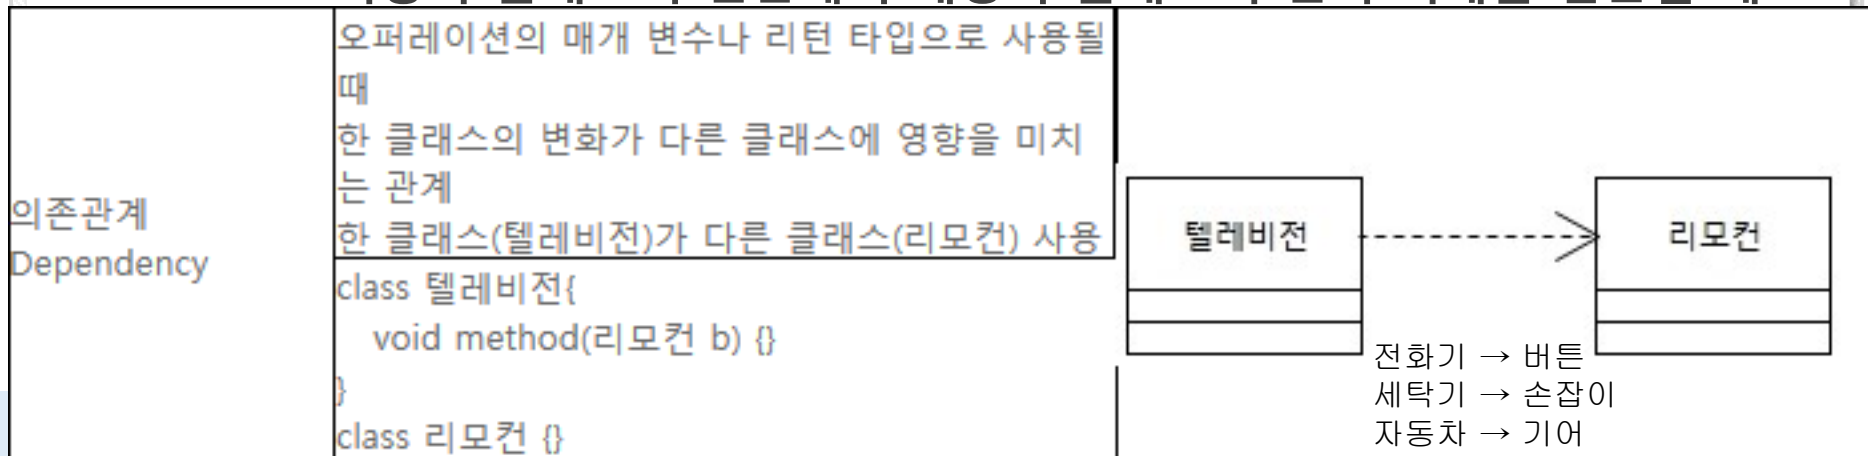 의존관계
Dependency
오퍼레이션의 매개 변수나 리턴 타입으로 사용될
때
한 클래스의 변화가 다른 클래스에 영향을 미치
는 관계
한 클래스(텔레비전)가 다른 클래스(리모컨) 사용
class 텔레비전{
void method(리모컨 b) {}
}
class 리모컨 {}
텔레비전
리모컨
전화기 → 버튼
세탁기 → 손잡이
자동차 → 기어